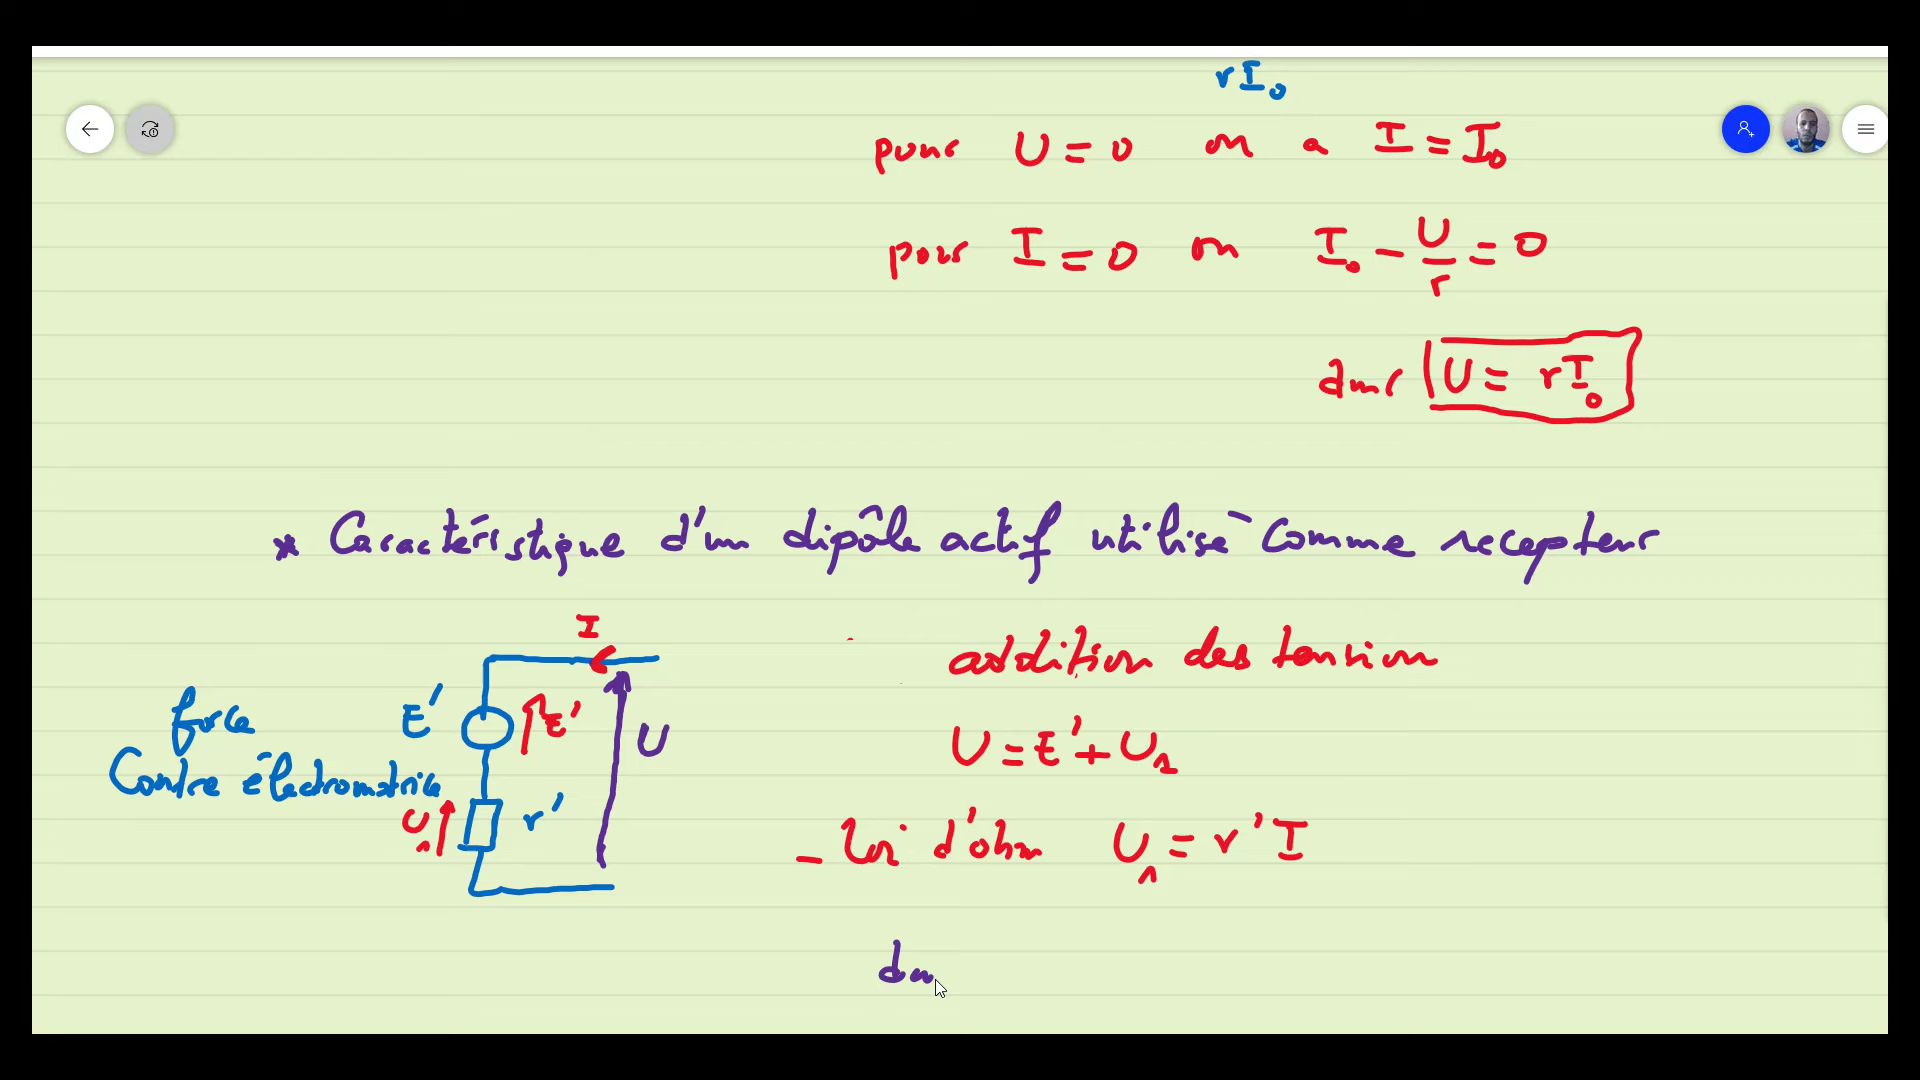 rI₀
pour U = 0 on a I = I₀
pour I = 0 on I₀ - U/r = 0
donc U = rI₀
* Caractéristique d'un dipôle actif utilisé comme recepteur
I
addition des tension
force
contre électromotrice
E'
E'
U
U = E' + U₁
U₁
r'
- Loi d'ohm U₁ = r'I
don